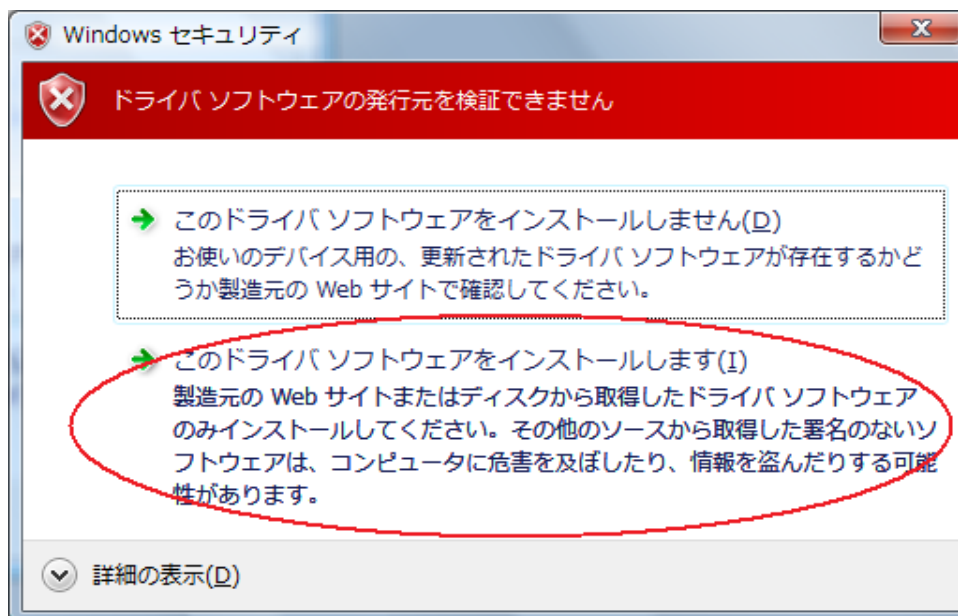 Windows セキュリティ
ドライバ ソフトウェアの発行元を検証できません
このドライバ ソフトウェアをインストールしません(D)
お使いのデバイス用の、更新されたドライバ ソフトウェアが存在するかど
うか製造元の Web サイトで確認してください。
このドライバ ソフトウェアをインストールします(I)
製造元の Web サイトまたはディスクから取得したドライバ ソフトウェア
のみインストールしてください。その他のソースから取得した署名のないソ
フトウェアは、コンピュータに危害を及ぼしたり、情報を盗んだりする可能
性があります。
詳細の表示(D)